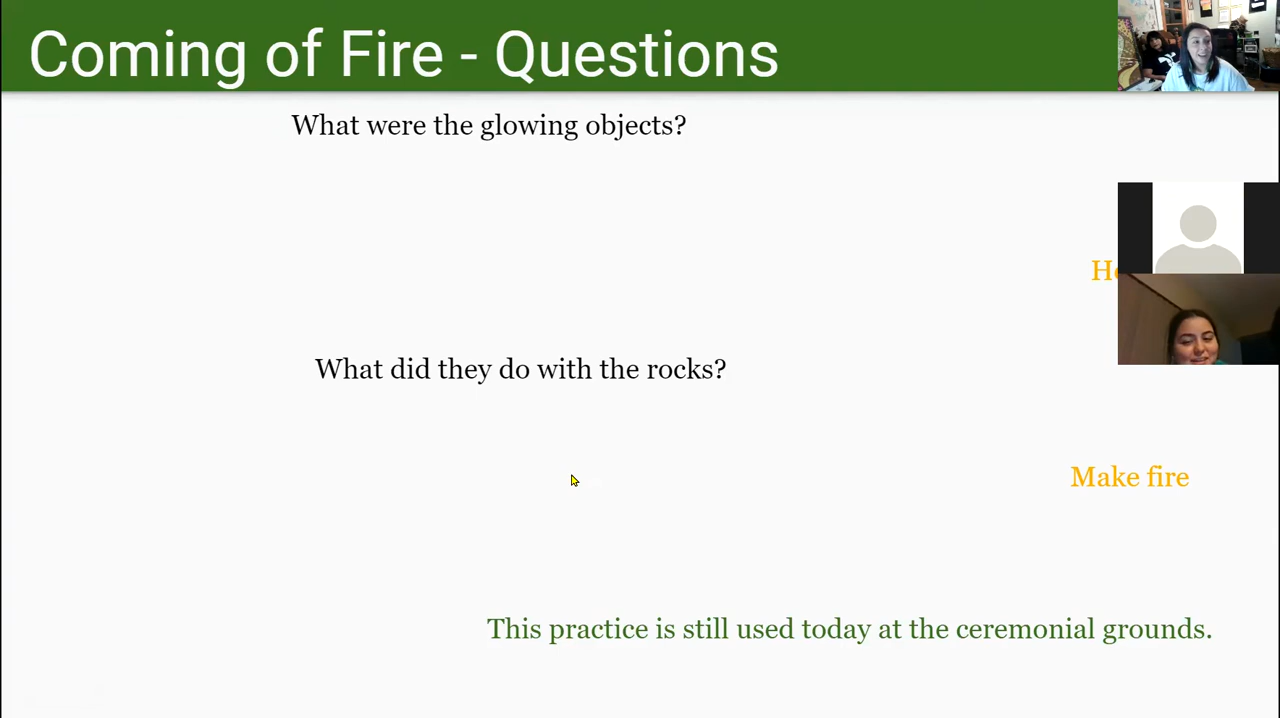 Coming of Fire - Questions
What were the glowing objects?
What did they do with the rocks?
Make fire
This practice is still used today at the ceremonial grounds.